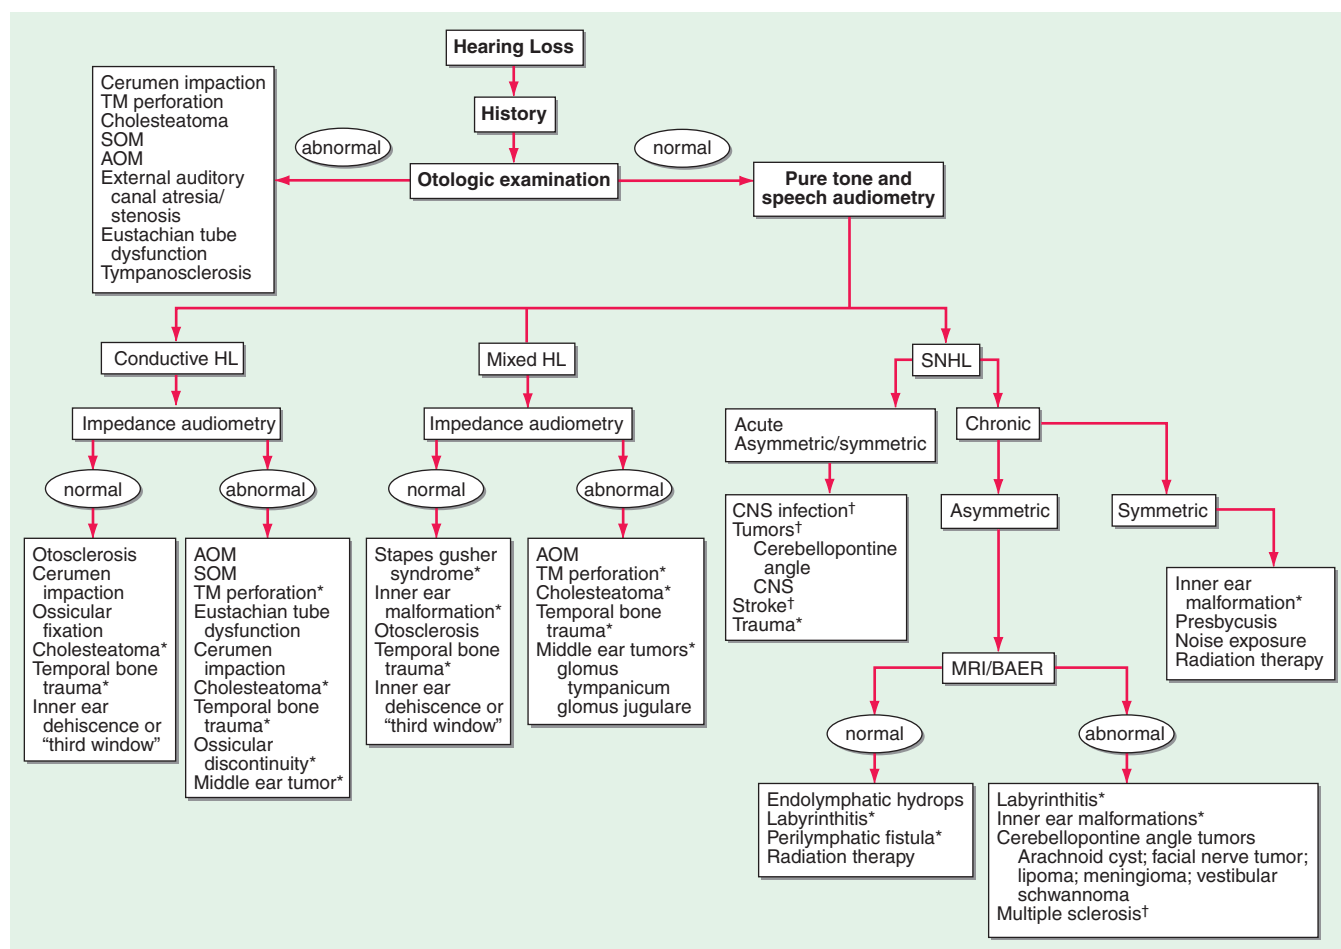 Hearing Loss
History
Cerumen impaction
TM perforation
Cholesteatoma
SOM
AOM
External auditory
canal atresia/
stenosis
Eustachian tube
dysfunction
Tympanosclerosis
abnormal
Otologic examination
normal
Pure tone and
speech audiometry
Conductive HL
Impedance audiometry
normal
Otosclerosis
Cerumen
impaction
Ossicular
fixation
Cholesteatoma*
Temporal bone
trauma*
Inner ear
dehiscence or
“third window”
abnormal
AOM
SOM
TM perforation*
Eustachian tube
dysfunction
Cerumen
impaction
Cholesteatoma*
Temporal bone
trauma*
Ossicular
discontinuity*
Middle ear tumor*
Mixed HL
Impedance audiometry
normal
Stapes gusher
syndrome*
Inner ear
malformation*
Otosclerosis
Temporal bone
trauma*
Inner ear
dehiscence or
“third window”
abnormal
AOM
TM perforation*
Cholesteatoma*
Temporal bone
trauma*
Middle ear tumors*
glomus
tympanicum
glomus jugulare
SNHL
Acute
Asymmetric/symmetric
CNS infection†
Tumors†
Cerebellopontine
angle
CNS
Stroke†
Trauma*
Chronic
Asymmetric
MRI/BAER
normal
Endolymphatic hydrops
Labyrinthitis*
Perilymphatic fistula*
Radiation therapy
abnormal
Labyrinthitis*
Inner ear malformations*
Cerebellopontine angle tumors
Arachnoid cyst; facial nerve tumor;
lipoma; meningioma; vestibular
schwannoma
Multiple sclerosis†
Symmetric
Inner ear
malformation*
Presbycusis
Noise exposure
Radiation therapy